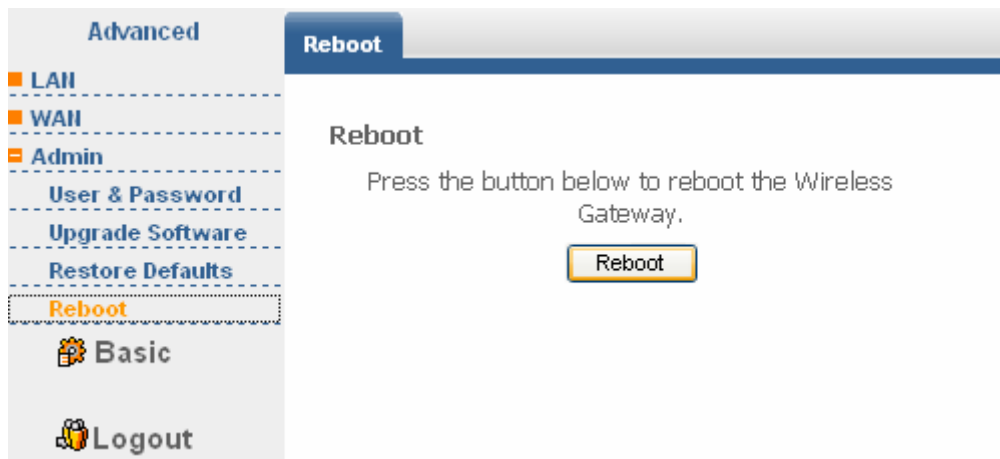 Advanced
LAN
WAN
Admin
User & Password
Upgrade Software
Restore Defaults
Reboot
Basic
Logout
Reboot
Reboot
Press the button below to reboot the Wireless
Gateway.
Reboot